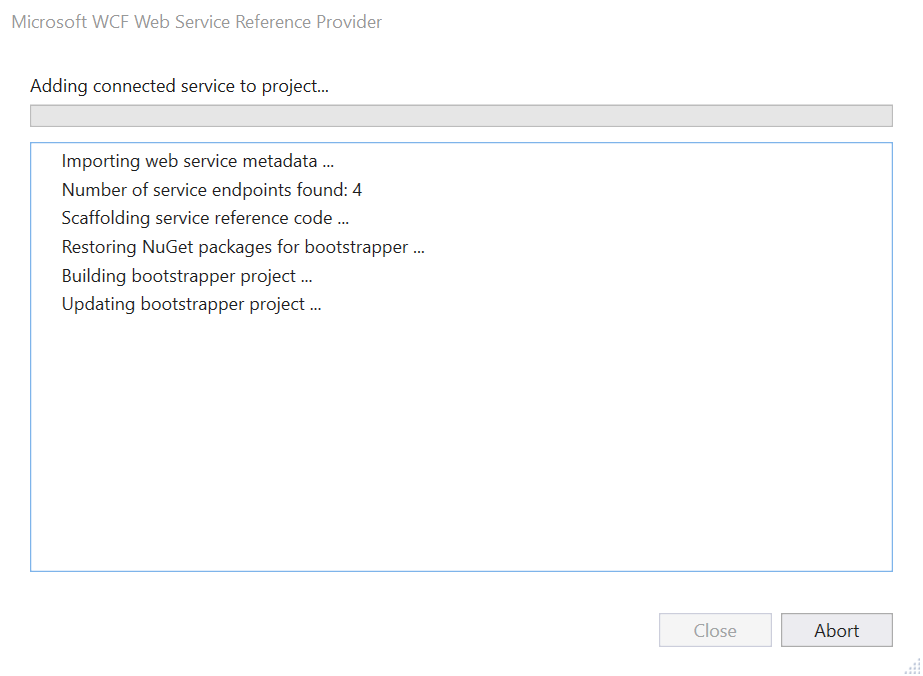 Microsoft WCF Web Service Reference Provider
Adding connected service to project...
Importing web service metadata ...
Number of service endpoints found: 4
Scaffolding service reference code ...
Restoring NuGet packages for bootstrapper ...
Building bootstrapper project ...
Updating bootstrapper project ...
Close
Abort